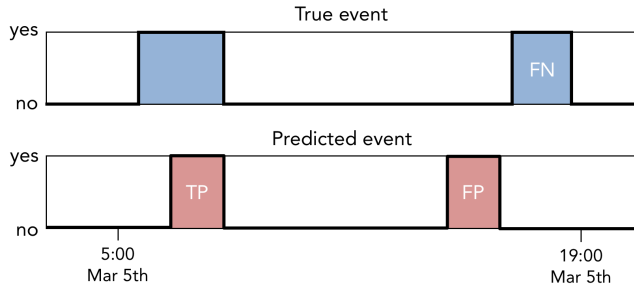 True event
yes
FN
no
Predicted event
yes
TP FP
no
5:00 19:00
Mar 5th Mar 5th